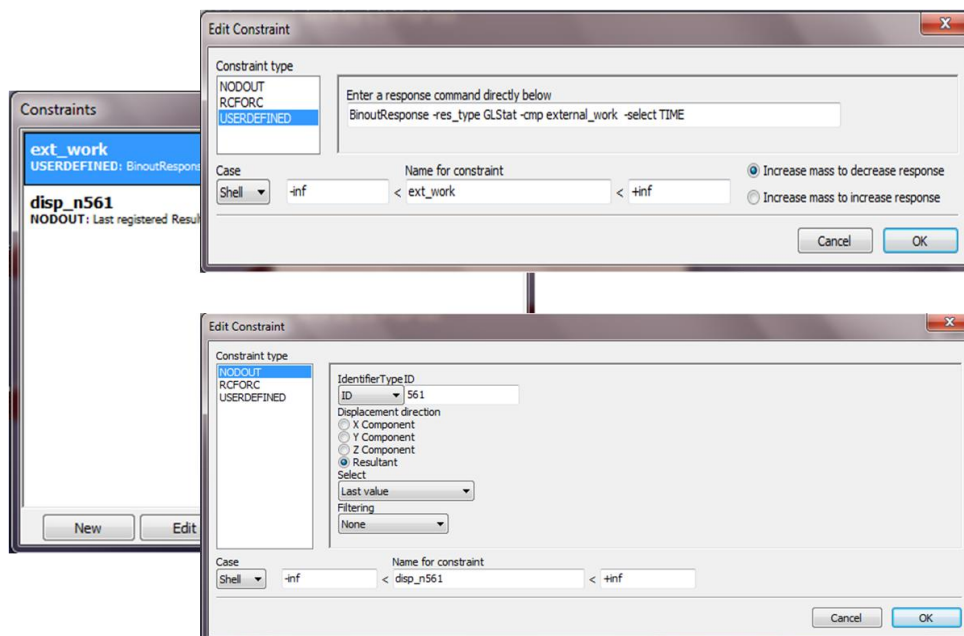 Constraints
ext_work
USERDEFINED: BinoutRespons
disp_n561
NODOUT: Last registered Resul
New
Edit
Edit Constraint
Constraint type
NODOUT
RCFORC
USERDEFINED
Enter a response command directly below
BinoutResponse -res_type GLStat -cmp external_work -select TIME
Case
Name for constraint
Shell
-inf
< ext_work
< +inf
Increase mass to decrease response
Increase mass to increase response
Cancel
OK
Edit Constraint
Constraint type
NODOUT
RCFORC
USERDEFINED
IdentifierTypeID
ID
561
Displacement direction
X Component
Y Component
Z Component
Resultant
Select
Last value
Filtering
None
Case
Name for constraint
Shell
-inf
< disp_n561
< +inf
Cancel
OK